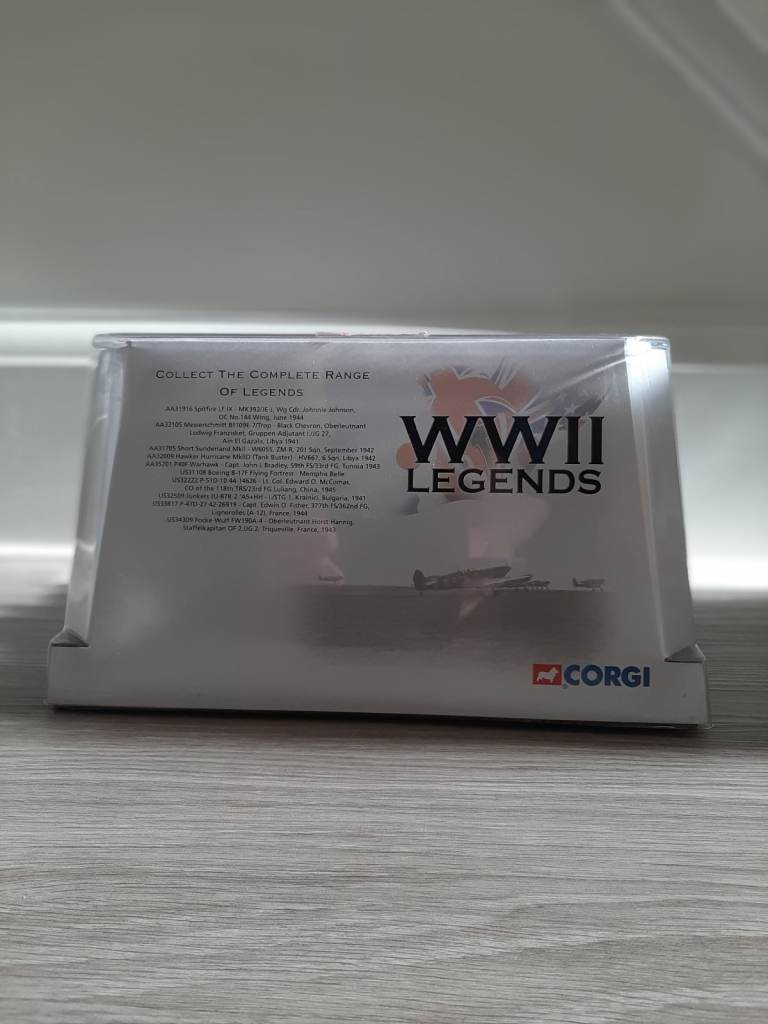 COLLECT THE COMPLETE RANGE
OF LEGENDS
AA31916 Spitfire LF IX - MK392/JE-J, Wg Cdr. Johnnie Johnson,
OC No.144 Wing, June 1944
AA32105 Messerschmitt Bf109E-7/Trop - Black Chevron, Oberleutnant
Ludwig Franzisket, Gruppen-Adjutant I/JG 27,
Ain El Gazala, Libya 1941
AA31705 Short Sunderland MkII - W6055, ZM-R, 201 Sqn, September 1942
AA32009 Hawker Hurricane MkIID (Tank Buster) - HV667, 6 Sqn, Libya 1942
AA35201 P40F Warhawk - Capt. John L Bradley, 59th FS/33rd FG, Tunisia 1943
US31108 Boeing B-17F Flying Fortress - Memphis Belle
US32222 P-51D-10 44-14626 - Lt. Col. Edward O. McComas,
CO of the 118th TRS/23rd FG Luliang, China, 1945
US32509 Junkers JU-87B-2 - I/STG 1, Krainici, Bulgaria, 1941
US33817 P-47D-27 42-26919 - Capt. Edwin O. Fisher, 377th FS/362nd FG,
Lignerolles (A-12), France, 1944
US34309 Focke-Wulf FW190A-4 - Oberleutnant Horst Hannig,
Staffelkapitan OF 2./JG 2, Triqueville, France, 1943
WWII
LEGENDS
CORGI